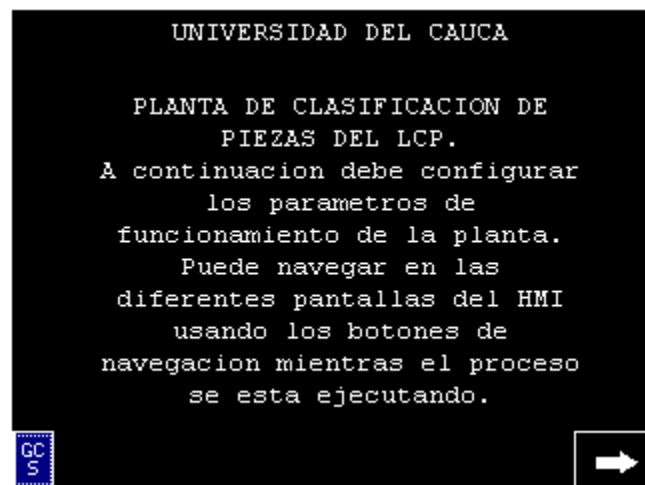 UNIVERSIDAD DEL CAUCA
PLANTA DE CLASIFICACION DE
PIEZAS DEL LCP.
A continuacion debe configurar
los parametros de
funcionamiento de la planta.
Puede navegar en las
diferentes pantallas del HMI
usando los botones de
navegacion mientras el proceso
se esta ejecutando.
GC
S